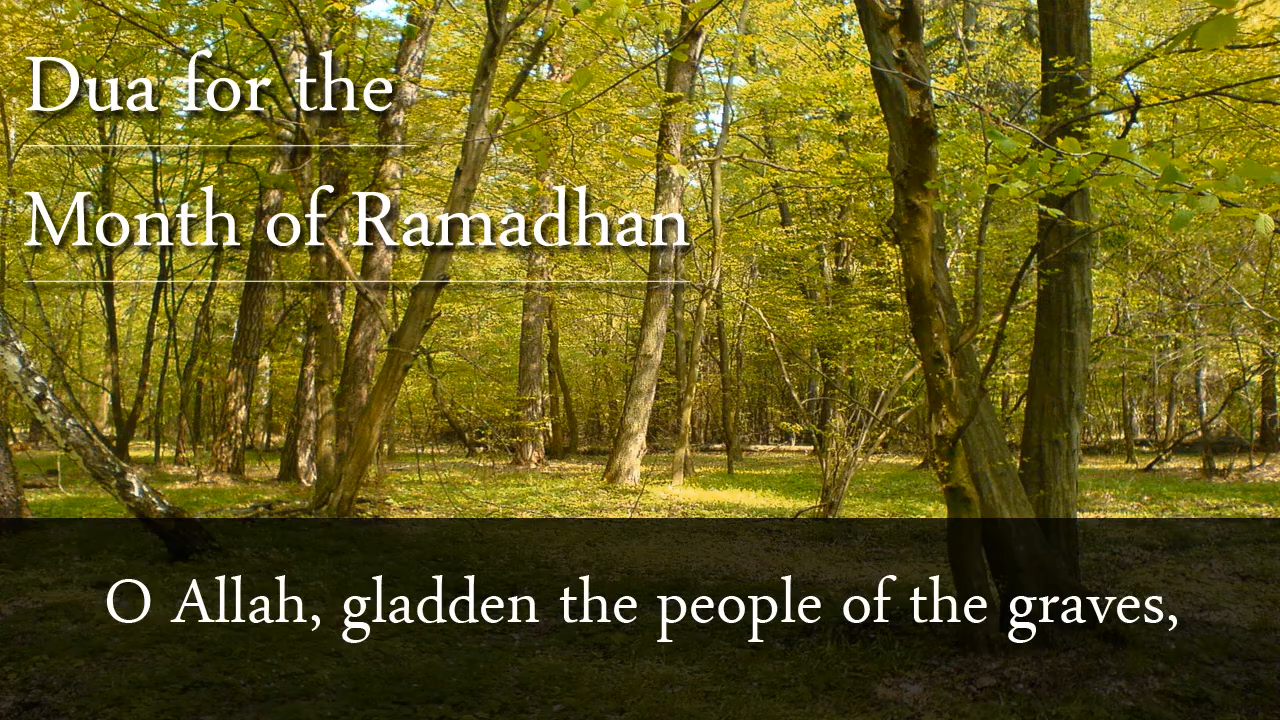 Dua for the
Month of Ramadhan
O Allah, gladden the people of the graves,